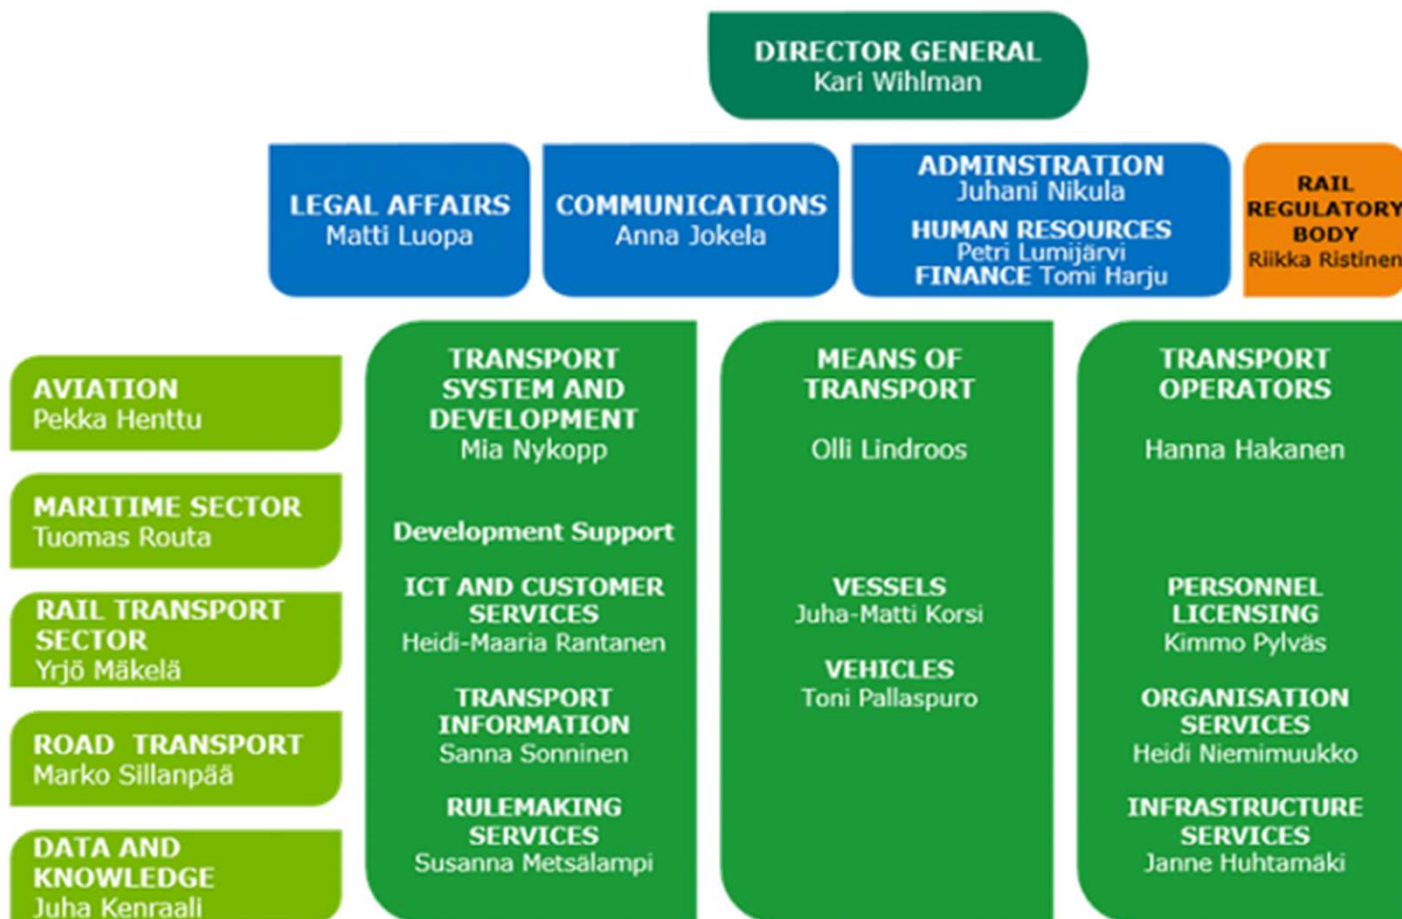 DIRECTOR GENERAL
Kari Wihlman
LEGAL AFFAIRS
Matti Luopa
COMMUNICATIONS
Anna Jokela
ADMINSTRATION
Juhani Nikula
HUMAN RESOURCES
Petri Lumijärvi
FINANCE Tomi Harju
RAIL
REGULATORY
BODY
Riikka Ristinen
AVIATION
Pekka Henttu
MARITIME SECTOR
Tuomas Routa
RAIL TRANSPORT
SECTOR
Yrjö Mäkelä
ROAD TRANSPORT
Marko Sillanpää
DATA AND
KNOWLEDGE
Juha Kenraali
TRANSPORT
SYSTEM AND
DEVELOPMENT
Mia Nykopp
Development Support
ICT AND CUSTOMER
SERVICES
Heidi-Maaria Rantanen
TRANSPORT
INFORMATION
Sanna Sonninen
RULEMAKING
SERVICES
Susanna Metsälampi
MEANS OF
TRANSPORT
Olli Lindroos
VESSELS
Juha-Matti Korsi
VEHICLES
Toni Pallaspuro
TRANSPORT
OPERATORS
Hanna Hakanen
PERSONNEL
LICENSING
Kimmo Pylväs
ORGANISATION
SERVICES
Heidi Niemimuukko
INFRASTRUCTURE
SERVICES
Janne Huhtamäki